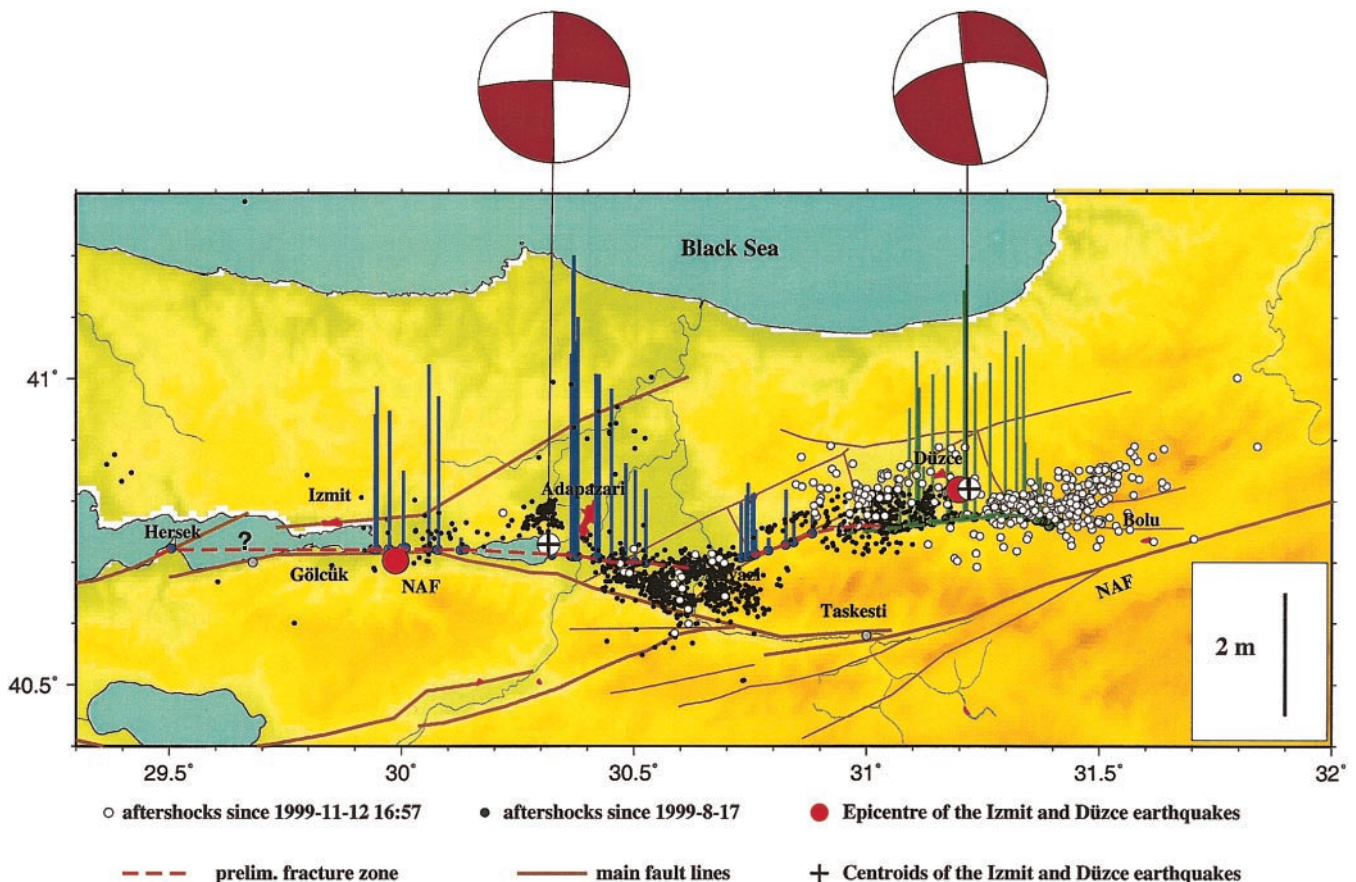 Black Sea
41°
Düzce
Adapazari
Izmit
Bolu
Hersek
?
Gölcük
NAF
NAF
Taskesti
2 m
40.5°
29.5° 30° 30.5° 31° 31.5° 32°
aftershocks since 1999-11-12 16:57 aftershocks since 1999-8-17 Epicentre of the Izmit and Düzce earthquakes
prelim. fracture zone main fault lines Centroids of the Izmit and Düzce earthquakes